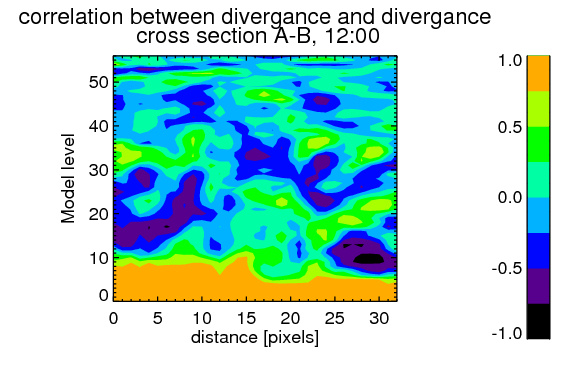 correlation between divergance and divergance
cross section A-B, 12:00
1.0
50
40
0.5
30
0.0
20
-0.5
10
0
-1.0
0 5 10 15 20 25 30
distance [pixels]
Model level